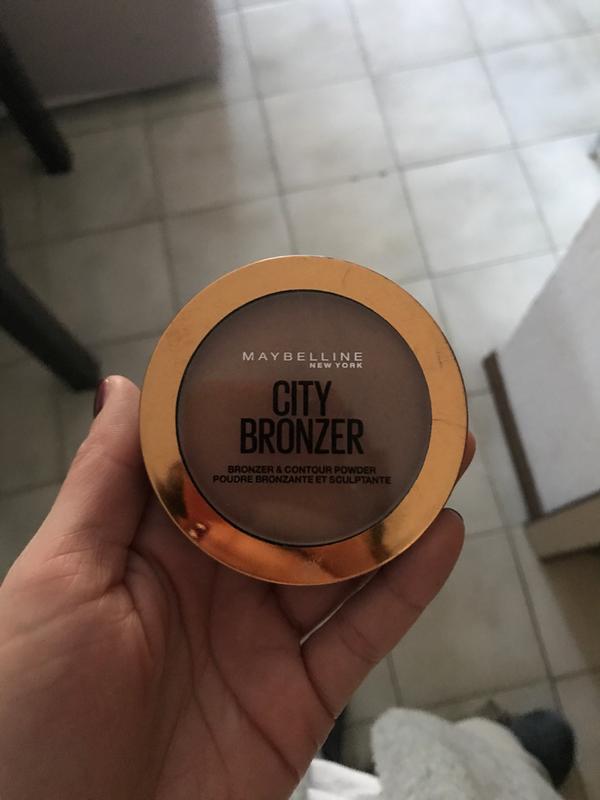 MAYBELLINE
NEW YORK
CITY
BRONZER
BRONZER & CONTOUR POWDER
POUDRE BRONZANTE ET SCULPTANTE